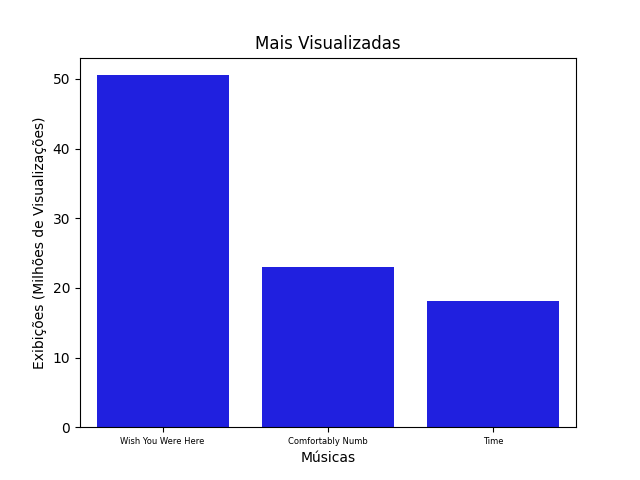 Mais Visualizadas
Exibições (Milhões de Visualizações)
50
40
30
20
10
0
Wish You Were Here
Comfortably Numb
Time
Músicas